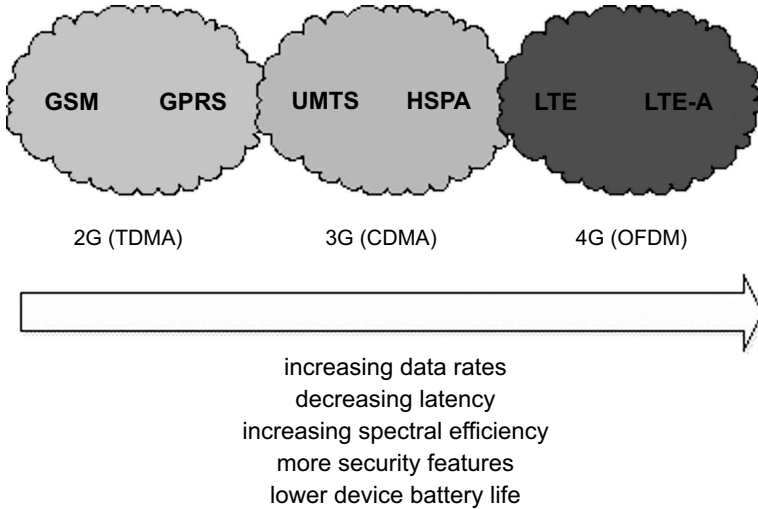 GSM GPRS UMTS HSPA LTE LTE-A
2G (TDMA) 3G (CDMA) 4G (OFDM)
increasing data rates
decreasing latency
increasing spectral efficiency
more security features
lower device battery life